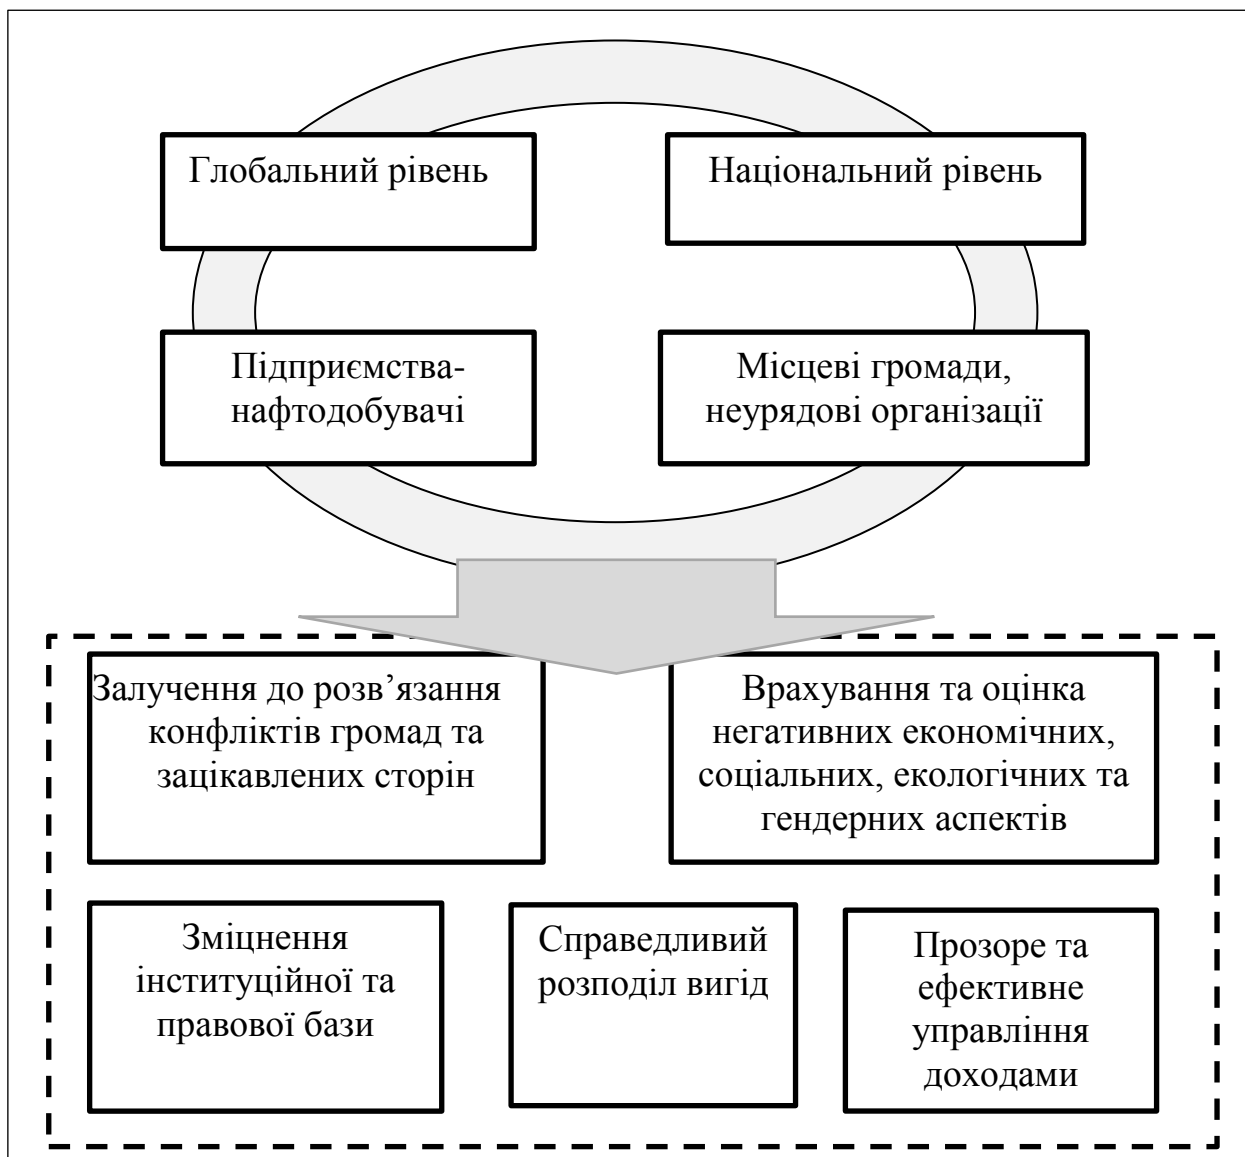 Глобальний рівень
Національний рівень
Підприємства-
нафтодобувачі
Місцеві громади,
неурядові організації
Залучення до розв’язання
конфліктів громад та
зацікавлених сторін
Врахування та оцінка
негативних економічних,
соціальних, екологічних та
гендерних аспектів
Зміцнення
інституційної та
правової бази
Справедливий
розподіл вигід
Прозоре та
ефективне
управління
доходами